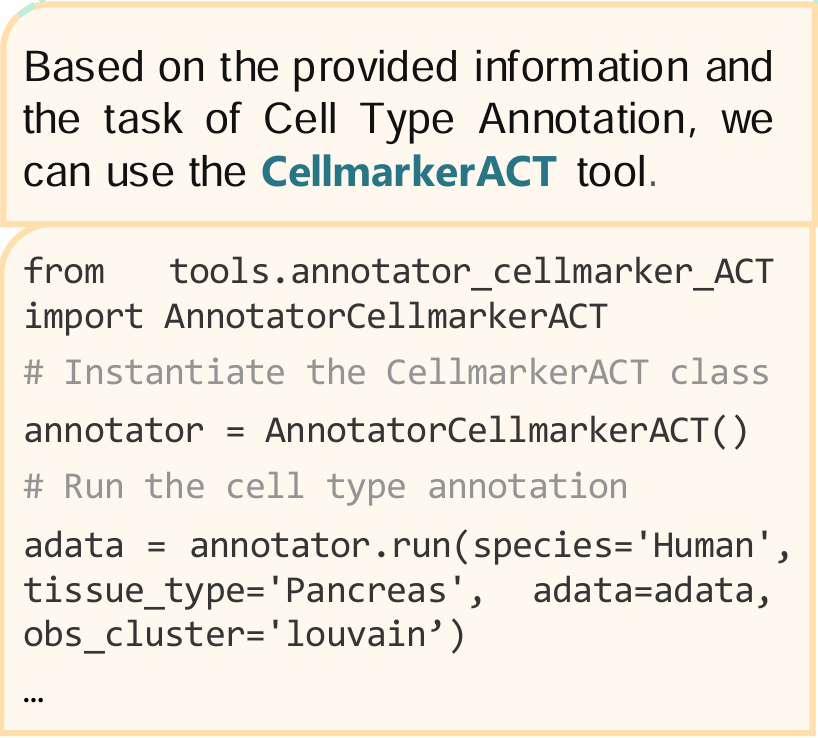 Based on the provided information and
the task of Cell Type Annotation, we
can use the CellmarkerACT tool.
from tools.annotator_cellmarker_ACT
import AnnotatorCellmarkerACT
# Instantiate the CellmarkerACT class
annotator = AnnotatorCellmarkerACT()
# Run the cell type annotation
adata = annotator.run(species='Human',
tissue_type='Pancreas', adata=adata,
obs_cluster='louvain’)
…